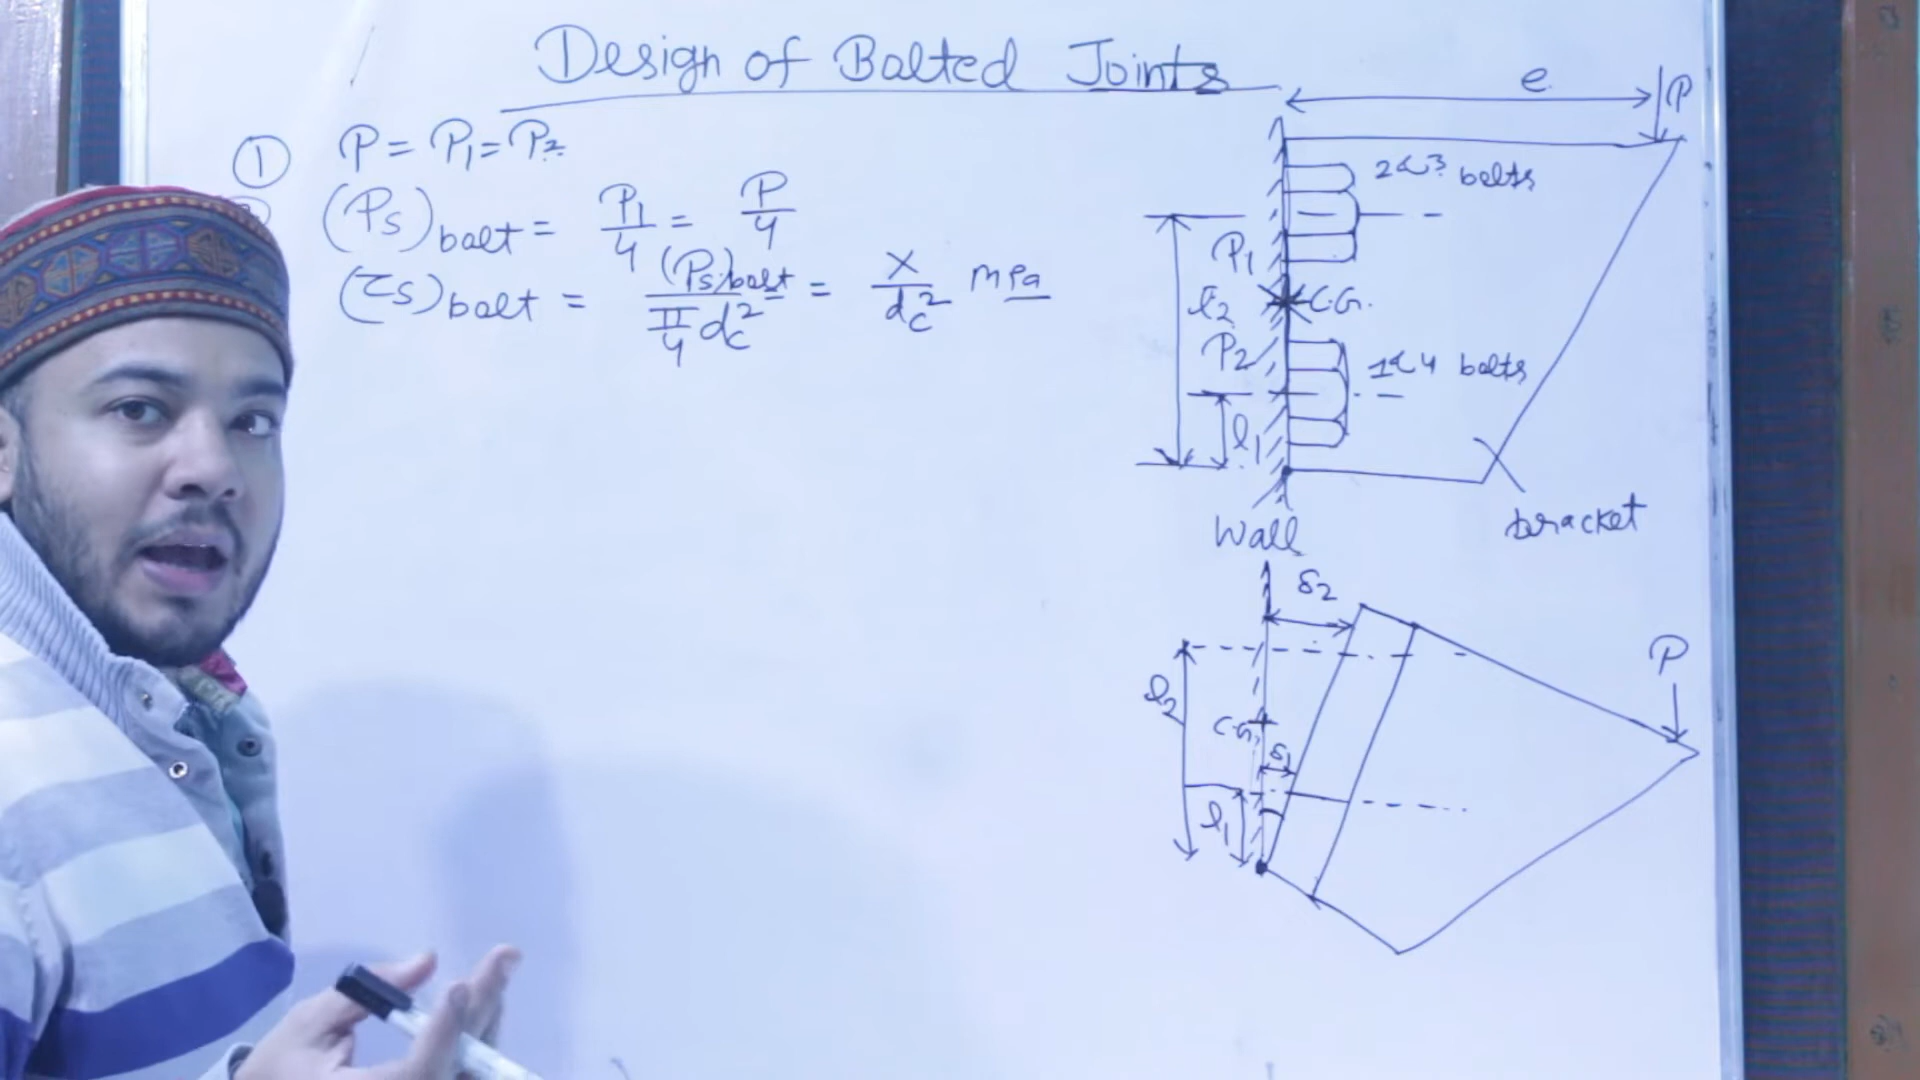 Design of Bolted Joints
① P = P₁ = P₂
(Ps)bolt = P₁/4 = P/4
(τs)bolt = (Ps)bolt / (π/4 dc²) = X/dc² mpa
e
P
2&3 bolts
P₁
l₂
C.G.
P₂
1&4 bolts
l₁
bracket
Wall
δ₂
P
l₂
C.G.
δ₁
l₁